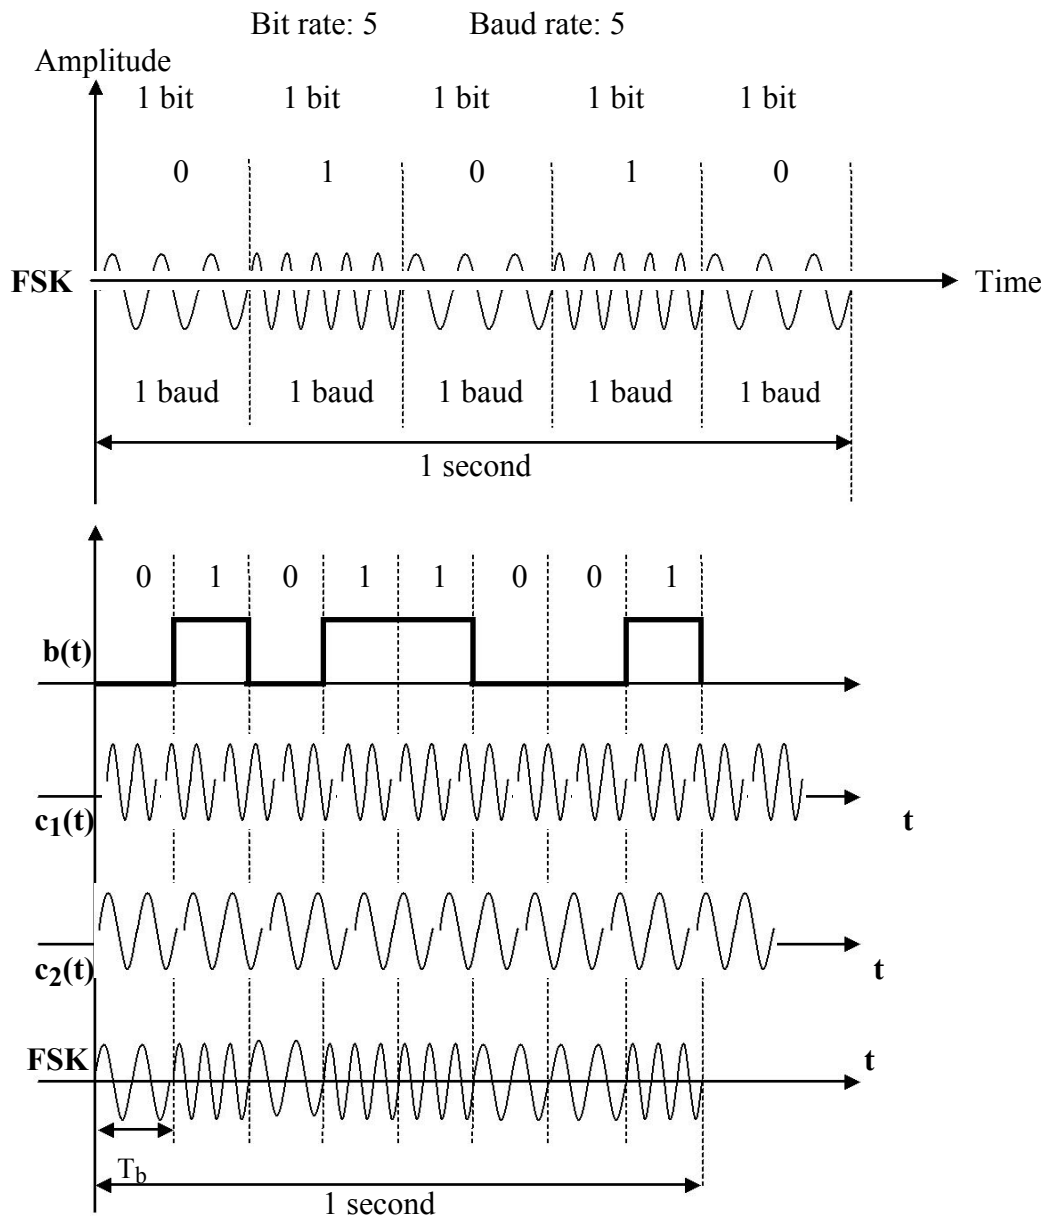 Bit rate: 5 Baud rate: 5
Amplitude
1 bit 1 bit 1 bit 1 bit 1 bit
0 1 0 1 0
FSK Time
1 baud 1 baud 1 baud 1 baud 1 baud
1 second
0 1 0 1 1 0 0 1
b(t)
c1(t) t
c2(t) t
FSK t
Tb
1 second